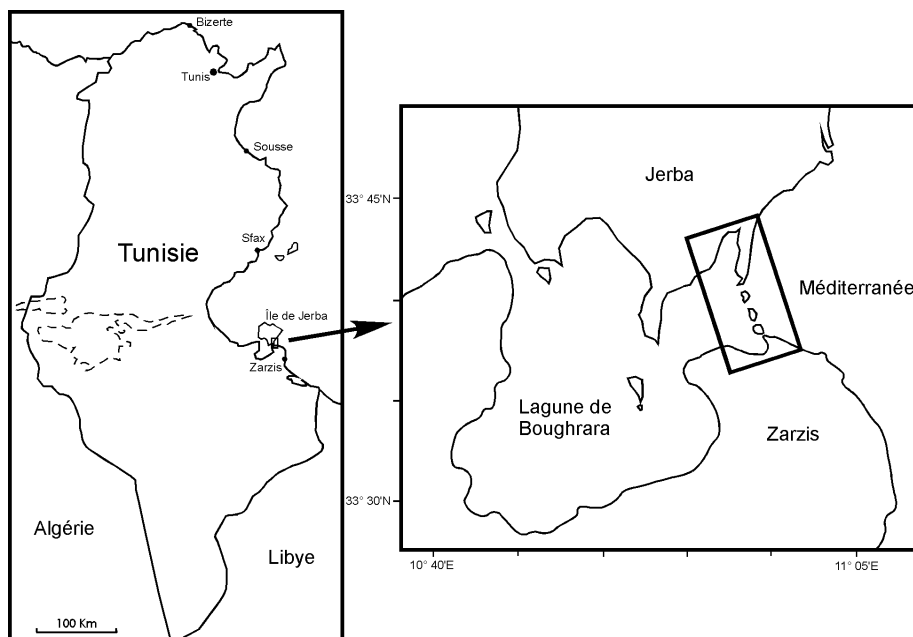 Bizerte
Tunis
Sousse
Sfax
Tunisie
Île de Jerba
Zarzis
Algérie
Libye
100 Km
33° 45'N
33° 30'N
Jerba
Méditerranée
Lagune de
Boughrara
Zarzis
10° 40'E
11° 05'E